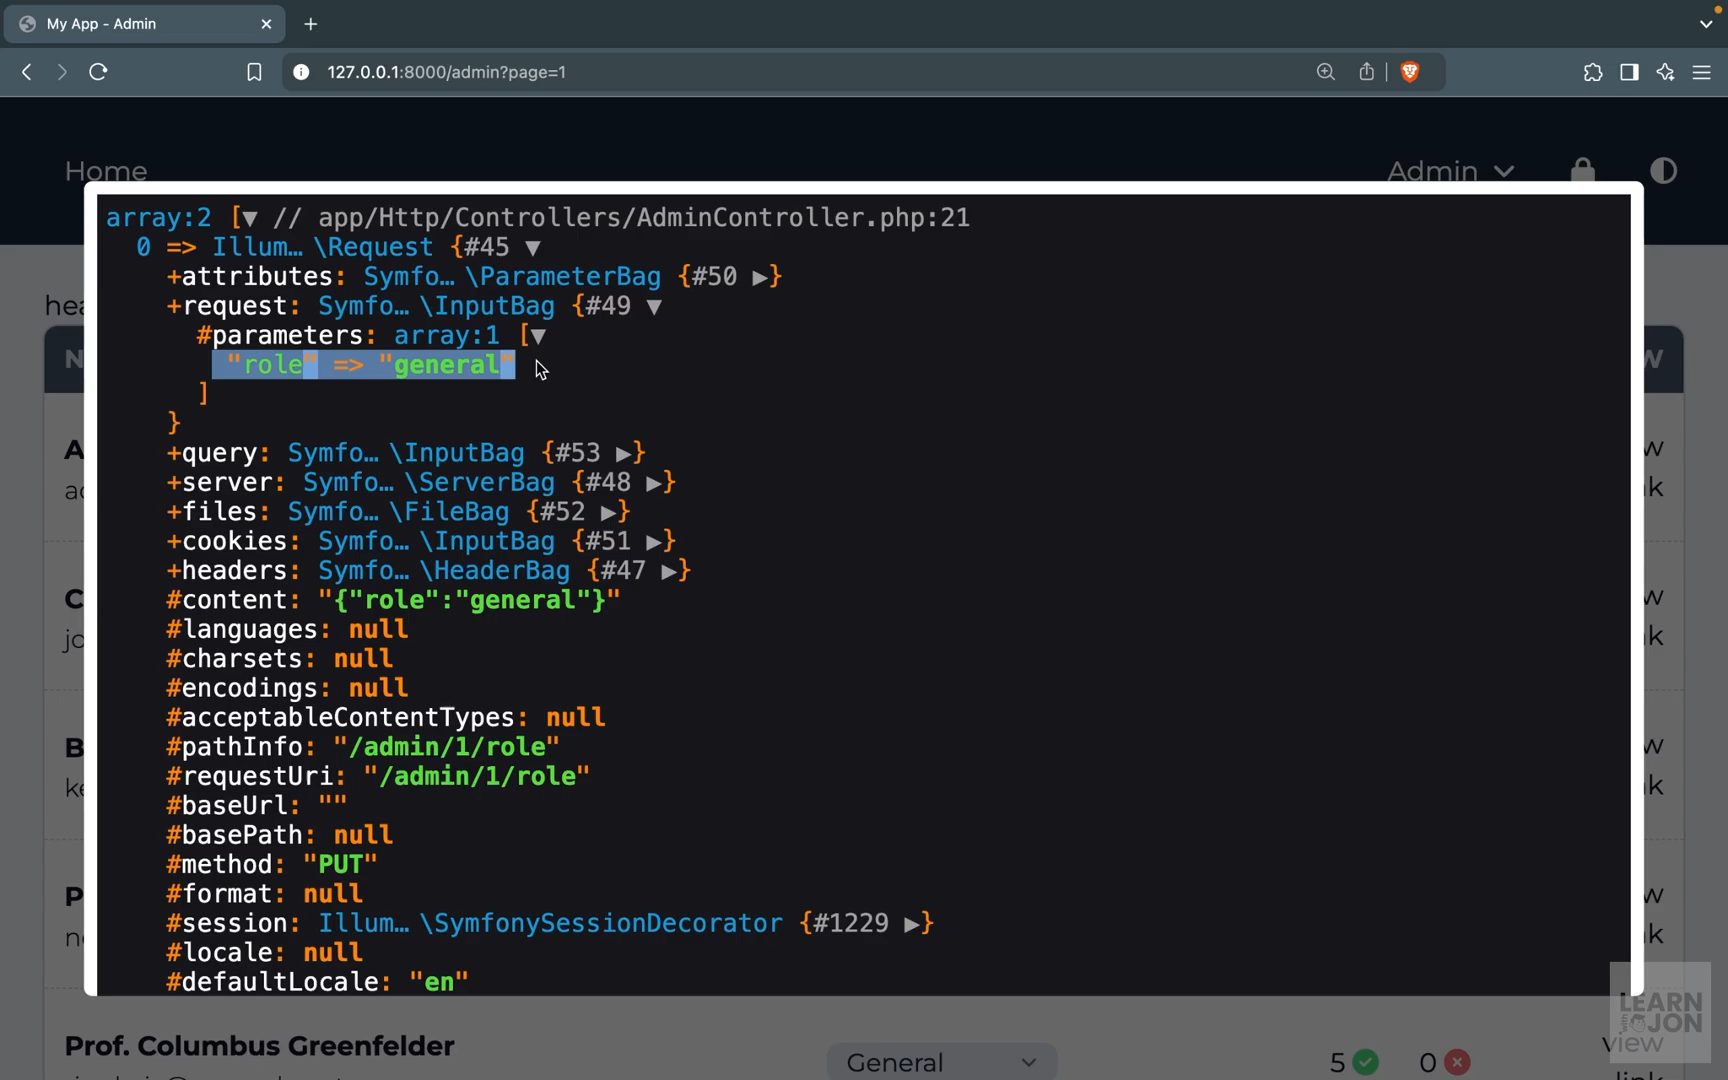 My App - Admin
127.0.0.1:8000/admin?page=1
Home
Admin
array:2 [▼ // app/Http/Controllers/AdminController.php:21
0 => Illum… \Request {#45 ▼
+attributes: Symfo… \ParameterBag {#50 ▶}
+request: Symfo… \InputBag {#49 ▼
#parameters: array:1 [▼
"role" => "general"
]
}
+query: Symfo… \InputBag {#53 ▶}
+server: Symfo… \ServerBag {#48 ▶}
+files: Symfo… \FileBag {#52 ▶}
+cookies: Symfo… \InputBag {#51 ▶}
+headers: Symfo… \HeaderBag {#47 ▶}
#content: "{"role":"general"}"
#languages: null
#charsets: null
#encodings: null
#acceptableContentTypes: null
#pathInfo: "/admin/1/role"
#requestUri: "/admin/1/role"
#baseUrl: ""
#basePath: null
#method: "PUT"
#format: null
#session: Illum… \SymfonySessionDecorator {#1229 ▶}
#locale: null
#defaultLocale: "en"
Prof. Columbus Greenfelder
General
5
0
view
LEARN
with
JON